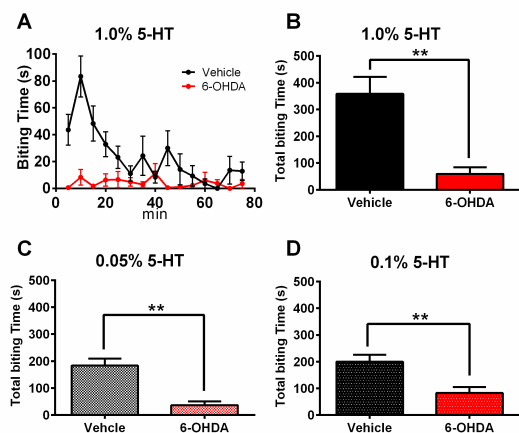 A
1.0% 5-HT
Biting Time (s)
100
80
60
40
20
0
0
20
40
60
80
min
Vehicle
6-OHDA
B
1.0% 5-HT
Total biting Time (s)
500
400
300
200
100
0
**
Vehicle
6-OHDA
C
0.05% 5-HT
Total biting Time (s)
500
400
300
200
100
0
**
Vehcle
6-OHDA
D
0.1% 5-HT
Total biting Time (s)
500
400
300
200
100
0
**
Vehicle
6-OHDA